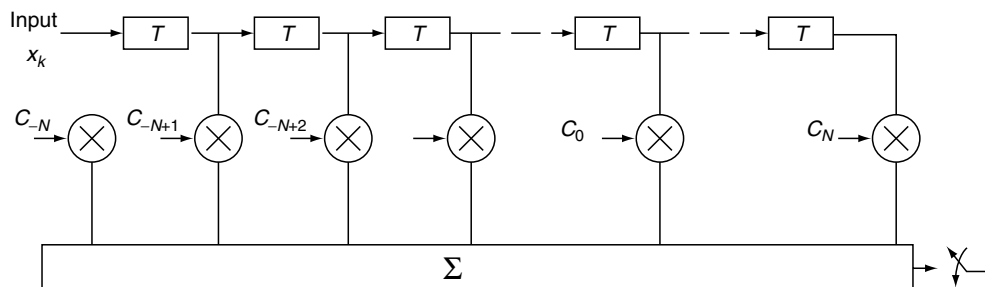 Input
x_k
T T T T T
C_{-N} C_{-N+1} C_{-N+2} C_0 C_N
Σ